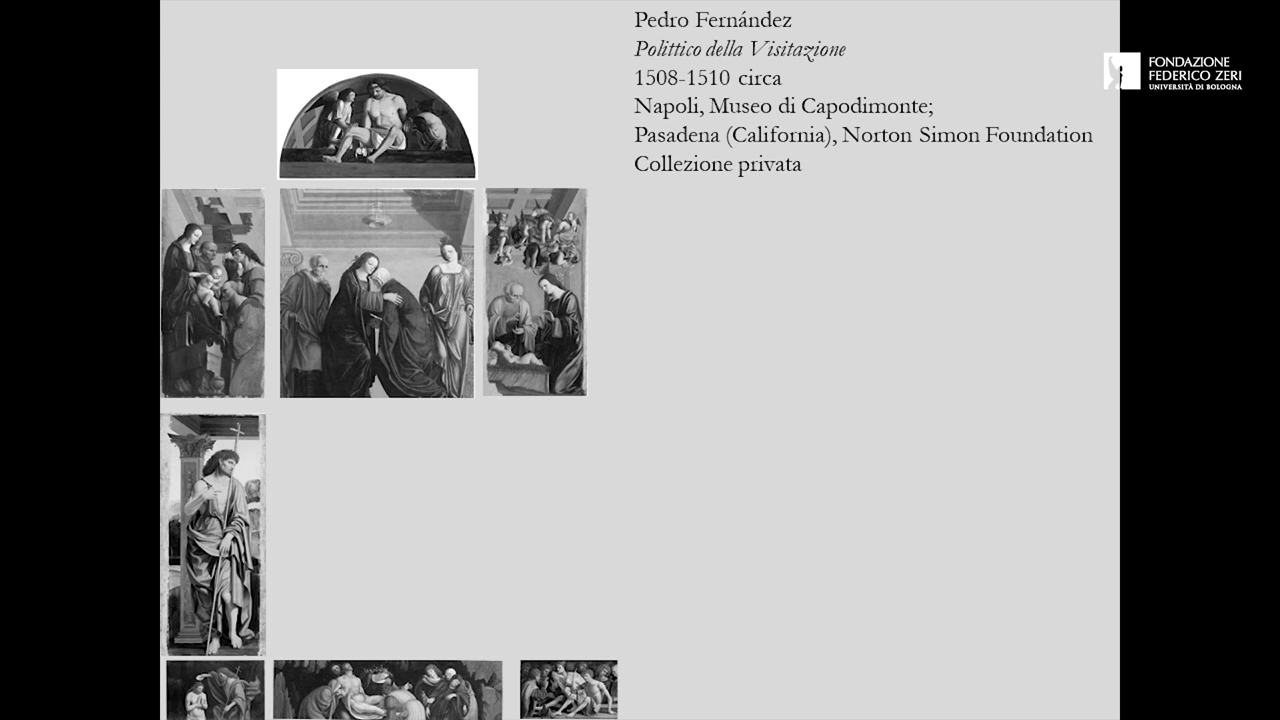 Pedro Fernández
Polittico della Visitazione
1508-1510 circa
Napoli, Museo di Capodimonte;
Pasadena (California), Norton Simon Foundation
Collezione privata
FONDAZIONE
FEDERICO ZERI
UNIVERSITÀ DI BOLOGNA